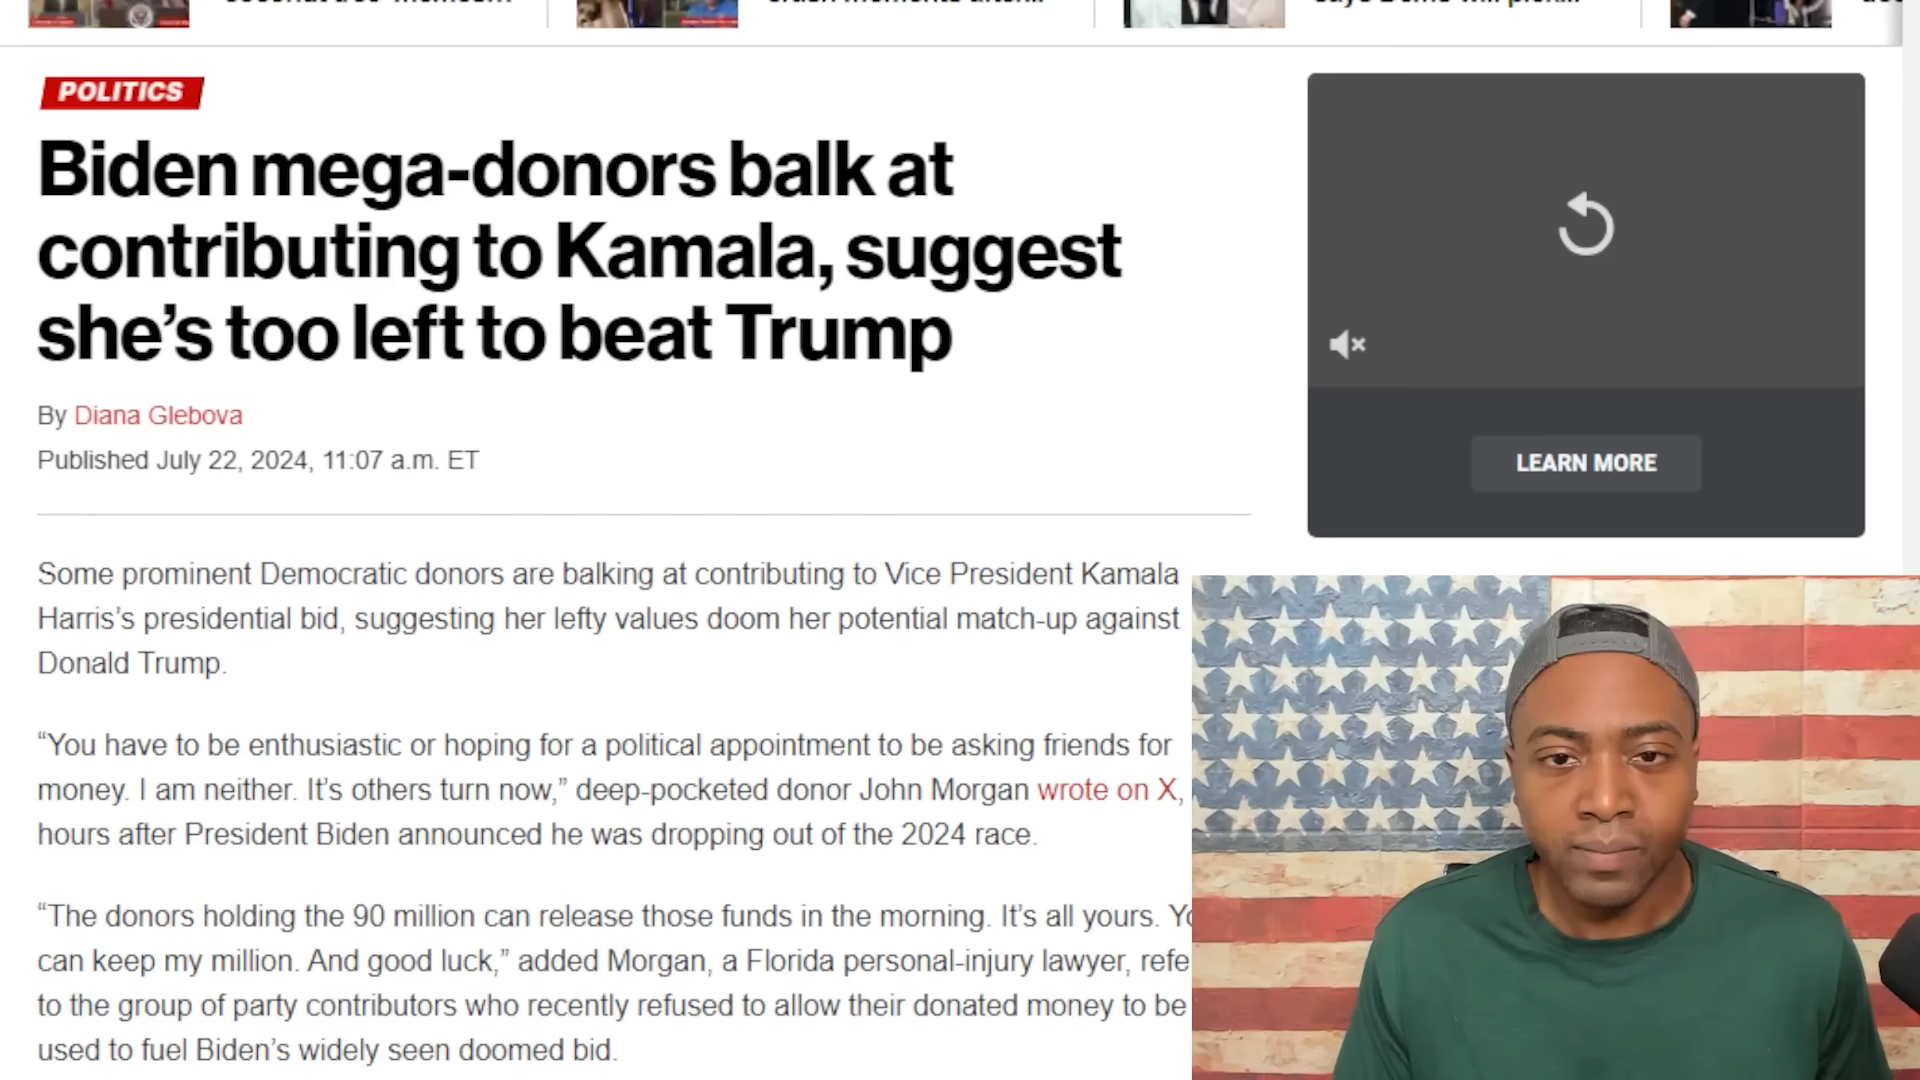 POLITICS
Biden mega-donors balk at
contributing to Kamala, suggest
she's too left to beat Trump
By Diana Glebova
Published July 22, 2024, 11:07 a.m. ET
LEARN MORE
Some prominent Democratic donors are balking at contributing to Vice President Kamala
Harris's presidential bid, suggesting her lefty values doom her potential match-up against
Donald Trump.
“You have to be enthusiastic or hoping for a political appointment to be asking friends for
money. I am neither. It's others turn now,” deep-pocketed donor John Morgan wrote on X,
hours after President Biden announced he was dropping out of the 2024 race.
“The donors holding the 90 million can release those funds in the morning. It's all yours.
can keep my million. And good luck,” added Morgan, a Florida personal-injury lawyer,
to the group of party contributors who recently refused to allow their donated money to be
used to fuel Biden's widely seen doomed bid.